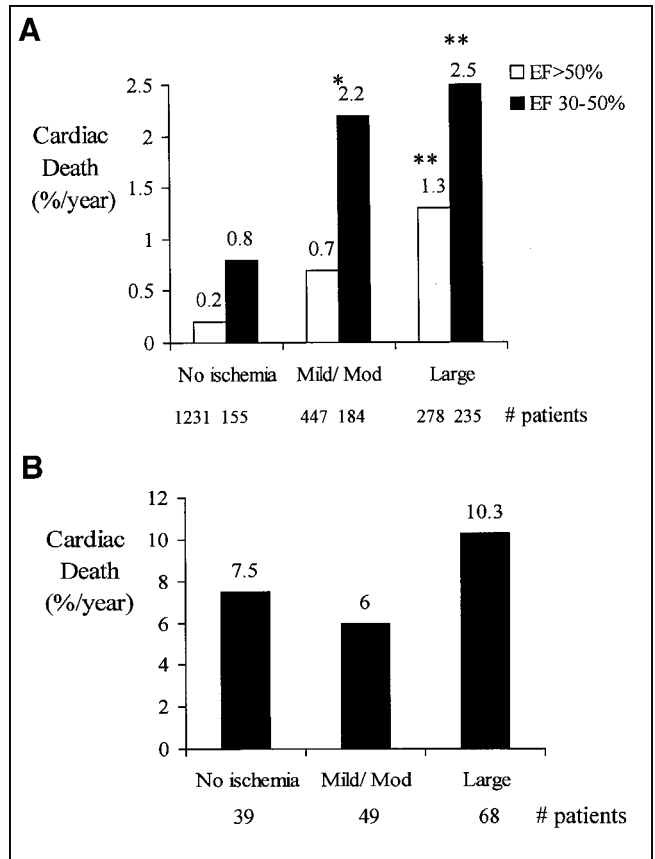 A
** 
EF>50%
2.5
* 2.5
EF 30-50%
2.2
Cardiac
2
Death
**
(%/year)
1.5
1.3
1
0.8
0.7
0.5
0.2
0
No ischemia Mild/ Mod Large
1231 155 447 184 278 235 # patients
B
12
Cardiac
10.3
10
Death
7.5
(%/year)
8
6
6
4
2
0
No ischemia Mild/ Mod Large
39 49 68 # patients